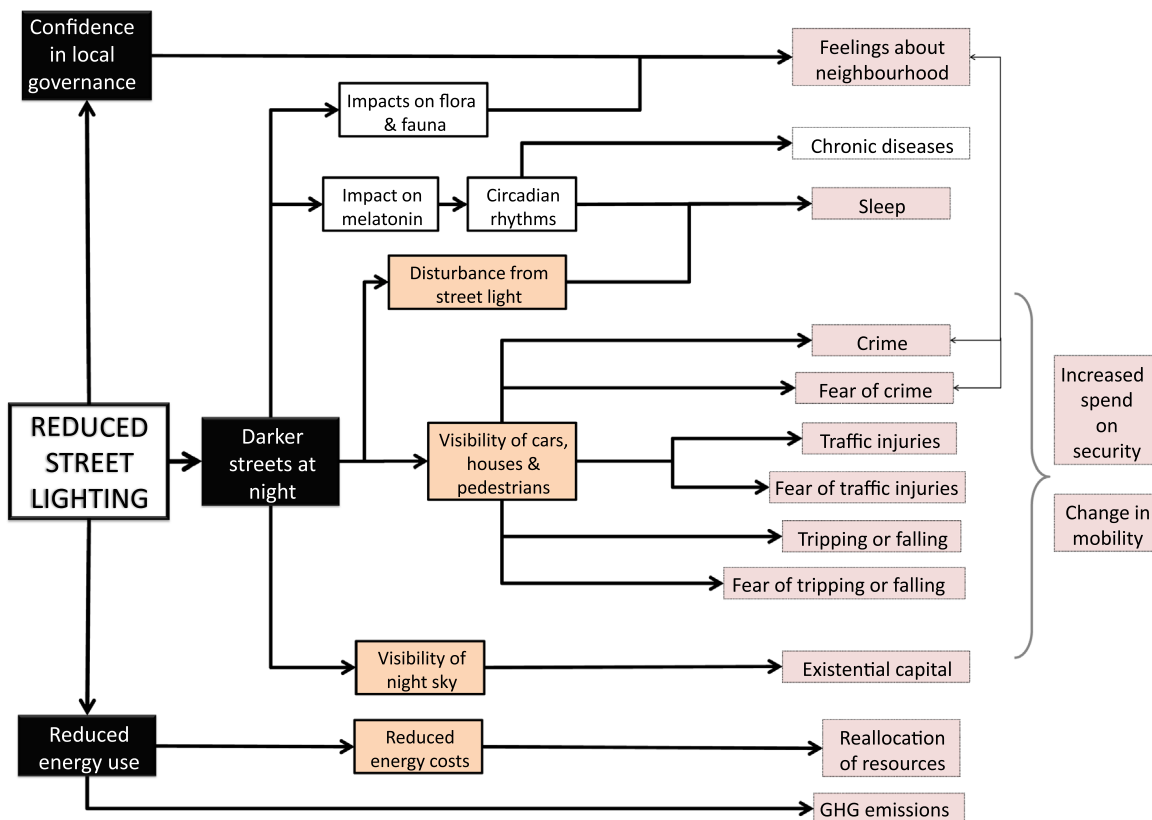 Confidence
in local
governance
Feelings about
neighbourhood
Impacts on flora
& fauna
Chronic diseases
Impact on
melatonin
Circadian
rhythms
Sleep
Disturbance from
street light
Crime
Fear of crime
REDUCED
STREET
LIGHTING
Darker
streets at
night
Visibility of cars,
houses &
pedestrians
Traffic injuries
Fear of traffic injuries
Tripping or falling
Fear of tripping or falling
Increased
spend
on
security
Change in
mobility
Visibility of
night sky
Existential capital
Reduced
energy use
Reduced
energy costs
Reallocation
of resources
GHG emissions